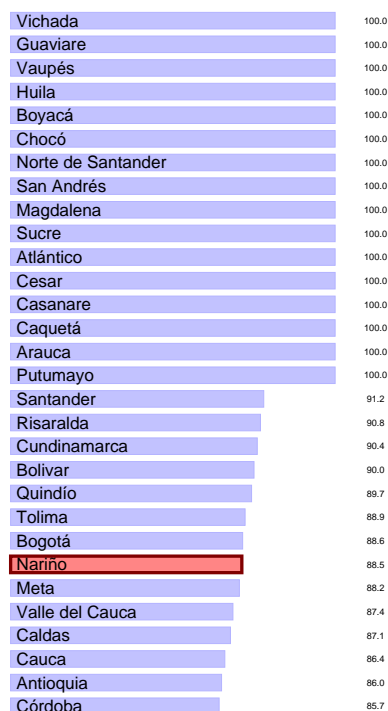 Vichada 100.0
Guaviare 100.0
Vaupés 100.0
Huila 100.0
Boyacá 100.0
Chocó 100.0
Norte de Santander 100.0
San Andrés 100.0
Magdalena 100.0
Sucre 100.0
Atlántico 100.0
Cesar 100.0
Casanare 100.0
Caquetá 100.0
Arauca 100.0
Putumayo 100.0
Santander 91.2
Risaralda 90.8
Cundinamarca 90.4
Bolivar 90.0
Quindío 89.7
Tolima 88.9
Bogotá 88.6
Nariño 88.5
Meta 88.2
Valle del Cauca 87.4
Caldas 87.1
Cauca 86.4
Antioquia 86.0
Córdoba 85.7